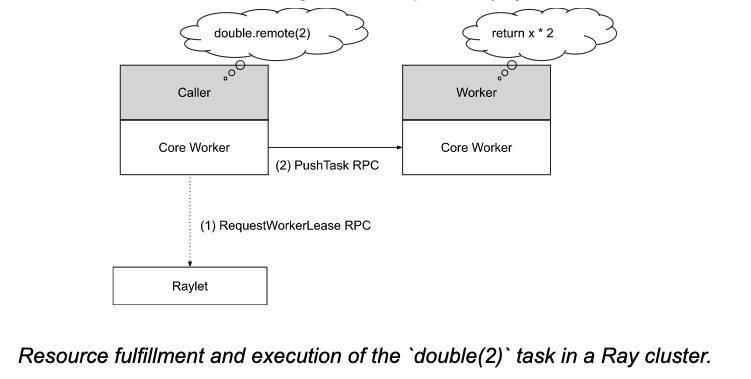 double.remote(2)
return x * 2
Caller
Worker
Core Worker
Core Worker
(2) PushTask RPC
(1) RequestWorkerLease RPC
Raylet
Resource fulfillment and execution of the `double(2)` task in a Ray cluster.